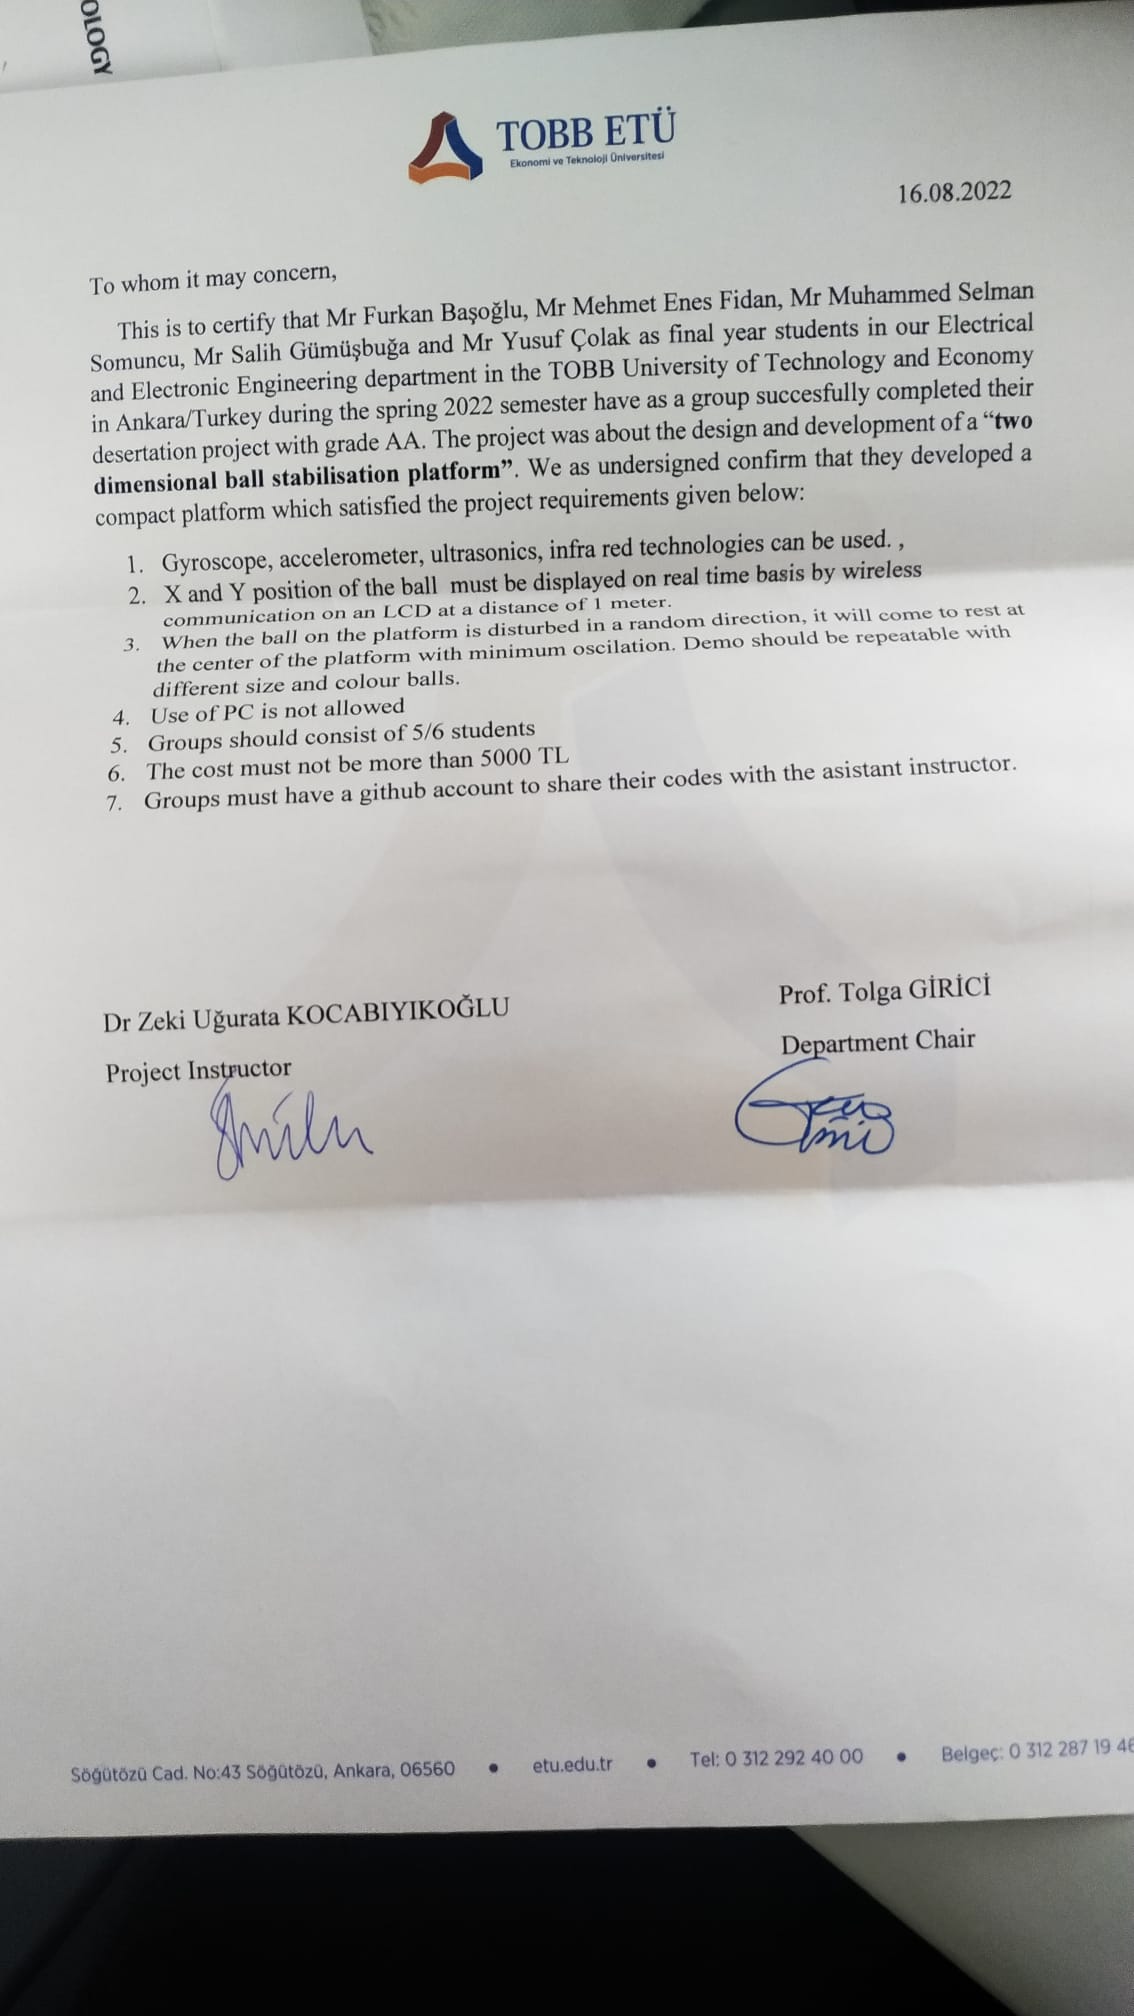 OLOGY
TOBB ETÜ
Ekonomi ve Teknoloji Üniversitesi
16.08.2022
To whom it may concern,
This is to certify that Mr Furkan Başoğlu, Mr Mehmet Enes Fidan, Mr Muhammed Selman
Somuncu, Mr Salih Gümüşbuğa and Mr Yusuf Çolak as final year students in our Electrical
and Electronic Engineering department in the TOBB University of Technology and Economy
in Ankara/Turkey during the spring 2022 semester have as a group succesfully completed their
desertation project with grade AA. The project was about the design and development of a “two
dimensional ball stabilisation platform”. We as undersigned confirm that they developed a
compact platform which satisfied the project requirements given below:
1. Gyroscope, accelerometer, ultrasonics, infra red technologies can be used. ,
2. X and Y position of the ball must be displayed on real time basis by wireless
communication on an LCD at a distance of 1 meter.
3. When the ball on the platform is disturbed in a random direction, it will come to rest at
the center of the platform with minimum oscilation. Demo should be repeatable with
different size and colour balls.
4. Use of PC is not allowed
5. Groups should consist of 5/6 students
6. The cost must not be more than 5000 TL
7. Groups must have a github account to share their codes with the asistant instructor.
Dr Zeki Uğurata KOCABIYIKOĞLU
Prof. Tolga GİRİCİ
Project Instructor
Department Chair
Söğütözü Cad. No:43 Söğütözü, Ankara, 06560 • etu.edu.tr • Tel: 0 312 292 40 00 • Belgeç: 0 312 287 19 46